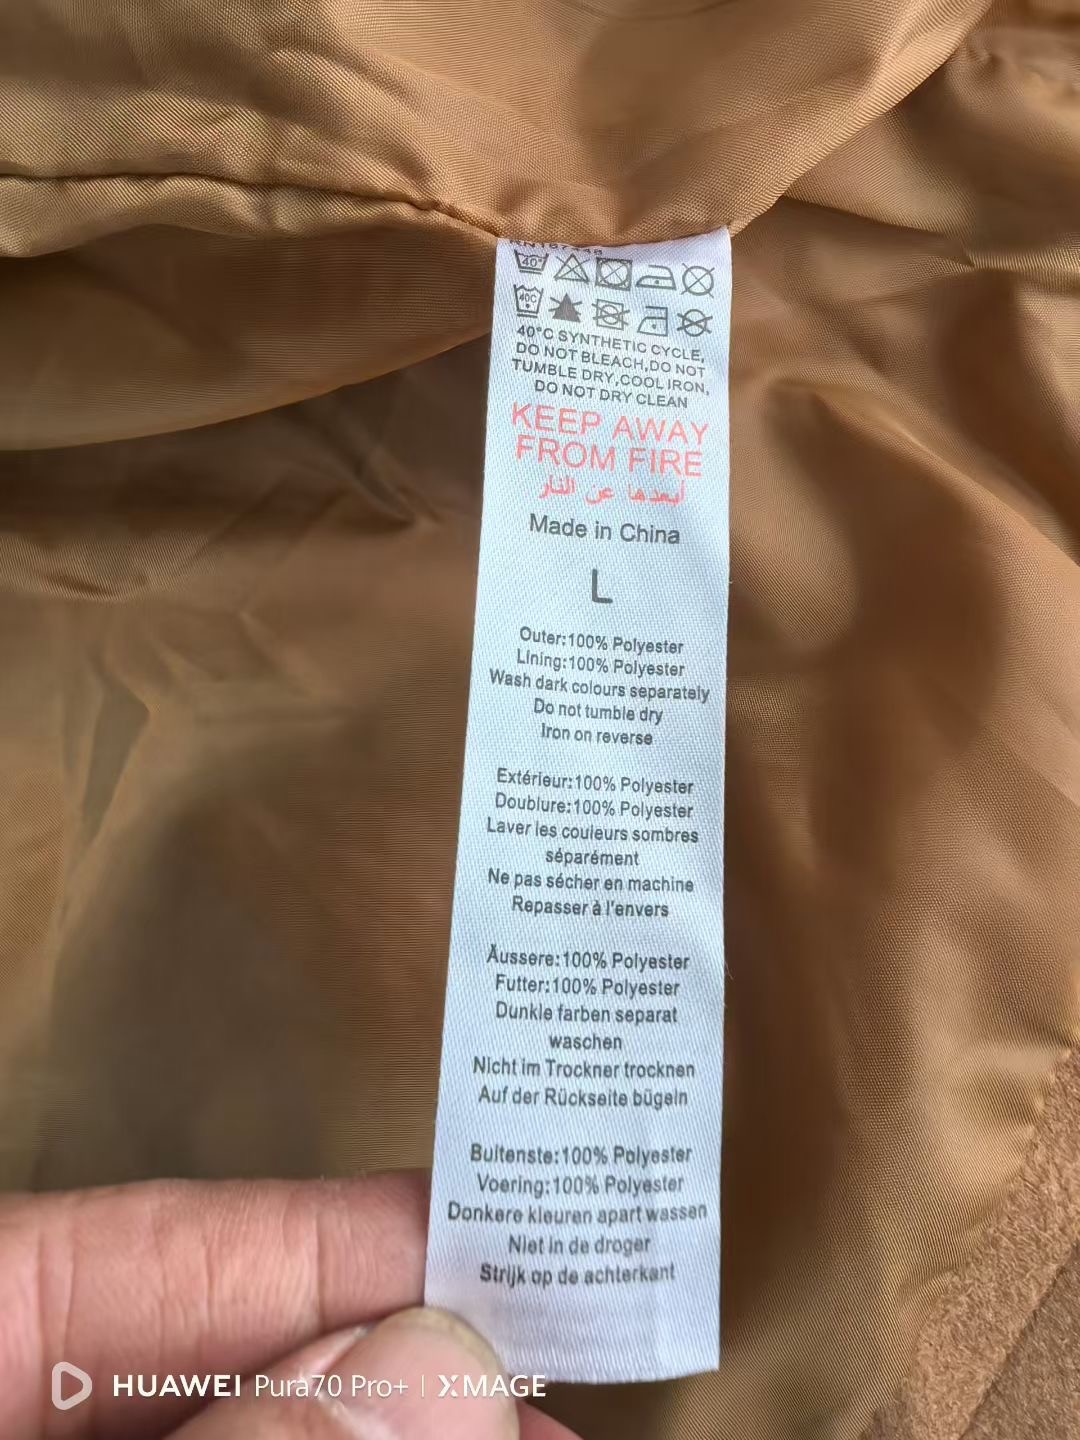 40°
40C
40°C SYNTHETIC CYCLE,
DO NOT BLEACH,DO NOT
TUMBLE DRY,COOL IRON,
DO NOT DRY CLEAN
KEEP AWAY
FROM FIRE
أبعدها عن النار
Made in China
L
Outer:100% Polyester
Lining:100% Polyester
Wash dark colours separately
Do not tumble dry
Iron on reverse
Extérieur:100% Polyester
Doublure:100% Polyester
Laver les couleurs sombres
séparément
Ne pas sécher en machine
Repasser à l'envers
Äussere:100% Polyester
Futter:100% Polyester
Dunkle farben separat
waschen
Nicht im Trockner trocknen
Auf der Rückseite bügeln
Buitenste:100% Polyester
Voering:100% Polyester
Donkere kleuren apart wassen
Niet in de droger
Strijk op de achterkant
HUAWEI Pura70 Pro+ | XMAGE